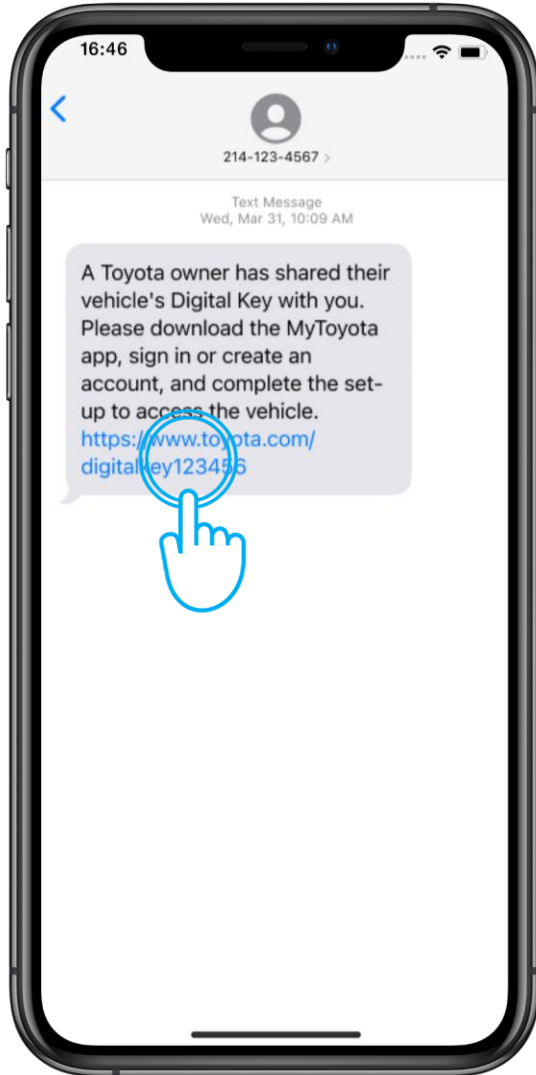 16:46
214-123-4567 >
Text Message
Wed, Mar 31, 10:09 AM
A Toyota owner has shared their
vehicle's Digital Key with you.
Please download the MyToyota
app, sign in or create an
account, and complete the set-
up to access the vehicle.
https://www.toyota.com/
digitalkey123456